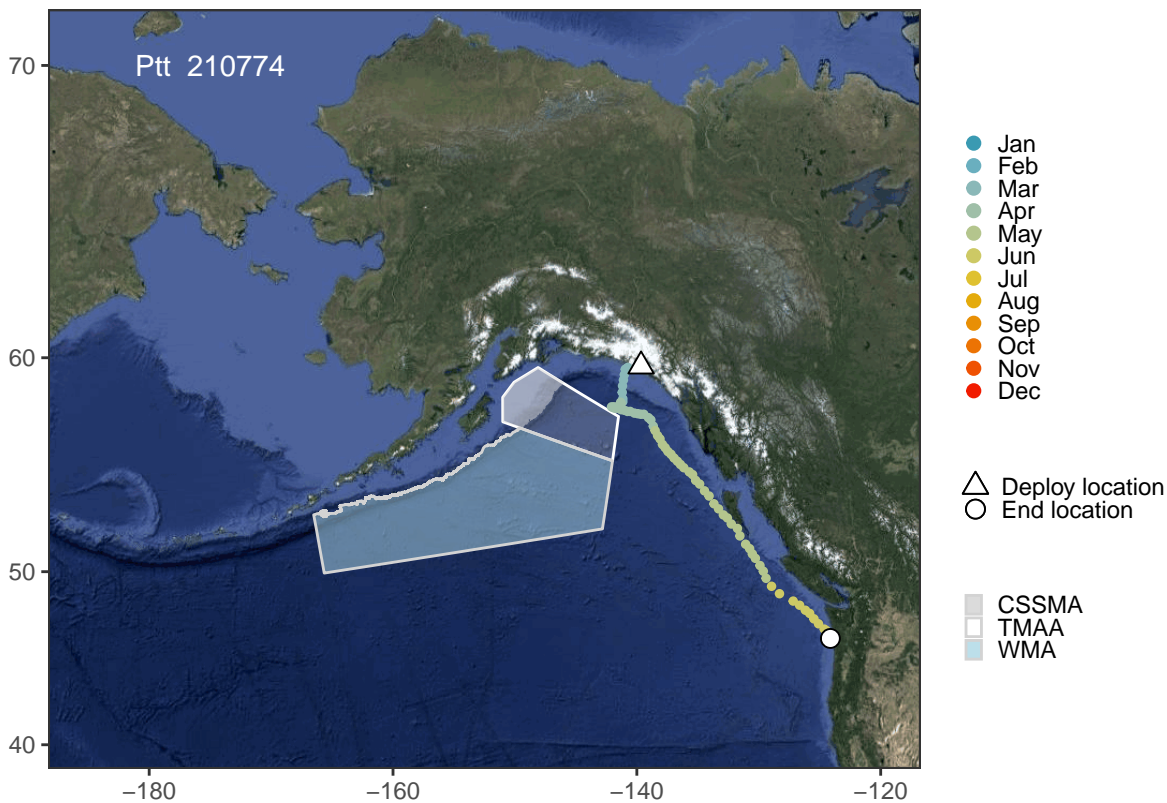 Ptt 210774
70
60
50
40
−180
−160
−140
−120
Jan
Feb
Mar
Apr
May
Jun
Jul
Aug
Sep
Oct
Nov
Dec
Deploy location
End location
CSSMA
TMAA
WMA